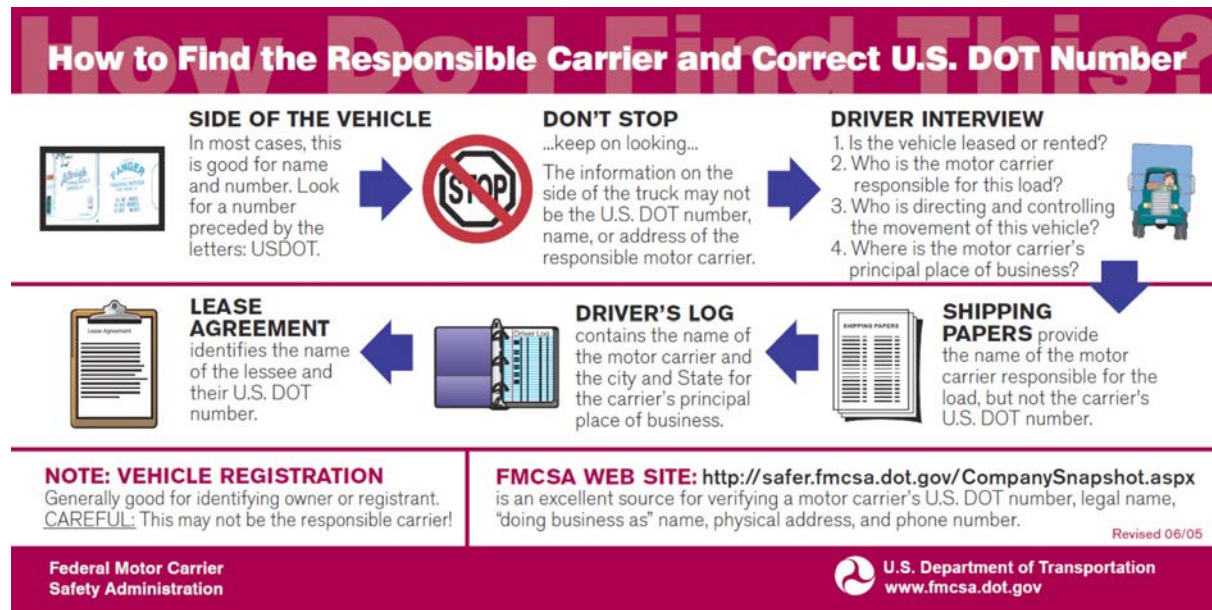 How Do I Find This?
How to Find the Responsible Carrier and Correct U.S. DOT Number
SIDE OF THE VEHICLE
In most cases, this
is good for name
and number. Look
for a number
preceded by the
letters: USDOT.
STOP
DON'T STOP
...keep on looking...
The information on the
side of the truck may not
be the U.S. DOT number,
name, or address of the
responsible motor carrier.
DRIVER INTERVIEW
1. Is the vehicle leased or rented?
2. Who is the motor carrier
responsible for this load?
3. Who is directing and controlling
the movement of this vehicle?
4. Where is the motor carrier's
principal place of business?
Lease Agreement
LEASE
AGREEMENT
identifies the name
of the lessee and
their U.S. DOT
number.
Driver Log
DRIVER'S LOG
contains the name of
the motor carrier and
the city and State for
the carrier's principal
place of business.
SHIPPING PAPERS
SHIPPING
PAPERS provide
the name of the motor
carrier responsible for the
load, but not the carrier's
U.S. DOT number.
NOTE: VEHICLE REGISTRATION
Generally good for identifying owner or registrant.
CAREFUL: This may not be the responsible carrier!
FMCSA WEB SITE: http://safer.fmcsa.dot.gov/CompanySnapshot.aspx
is an excellent source for verifying a motor carrier's U.S. DOT number, legal name,
"doing business as" name, physical address, and phone number.
Revised 06/05
Federal Motor Carrier
Safety Administration
U.S. Department of Transportation
www.fmcsa.dot.gov